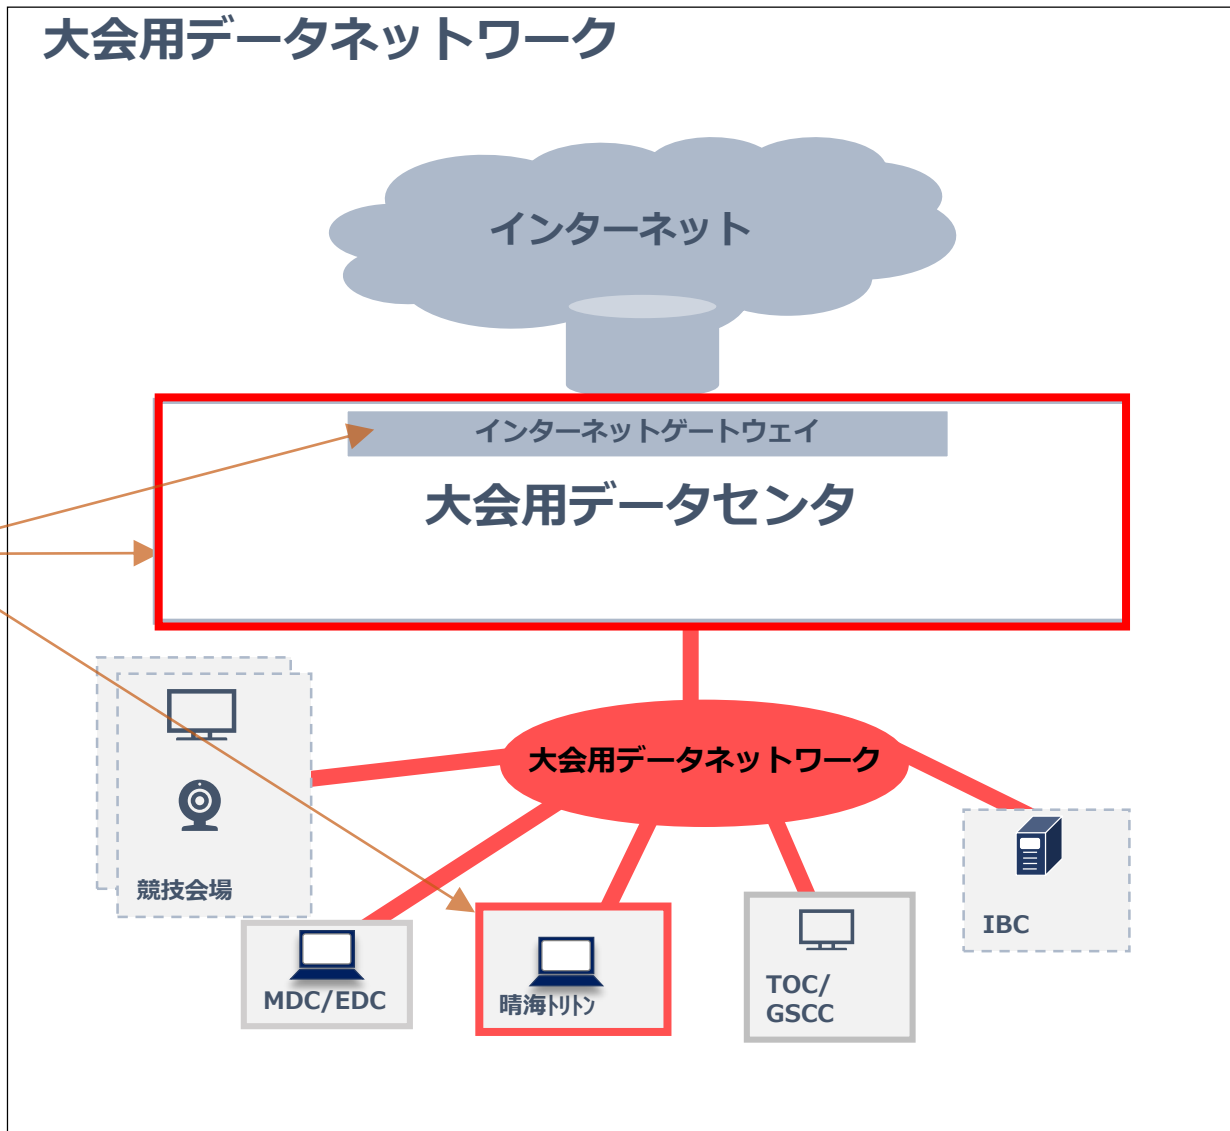 大会用データネットワーク
インターネット
インターネットゲートウェイ
大会用データセンタ
大会用データネットワーク
競技会場
MDC/EDC
晴海ﾄﾘﾄﾝ
TOC/
GSCC
IBC